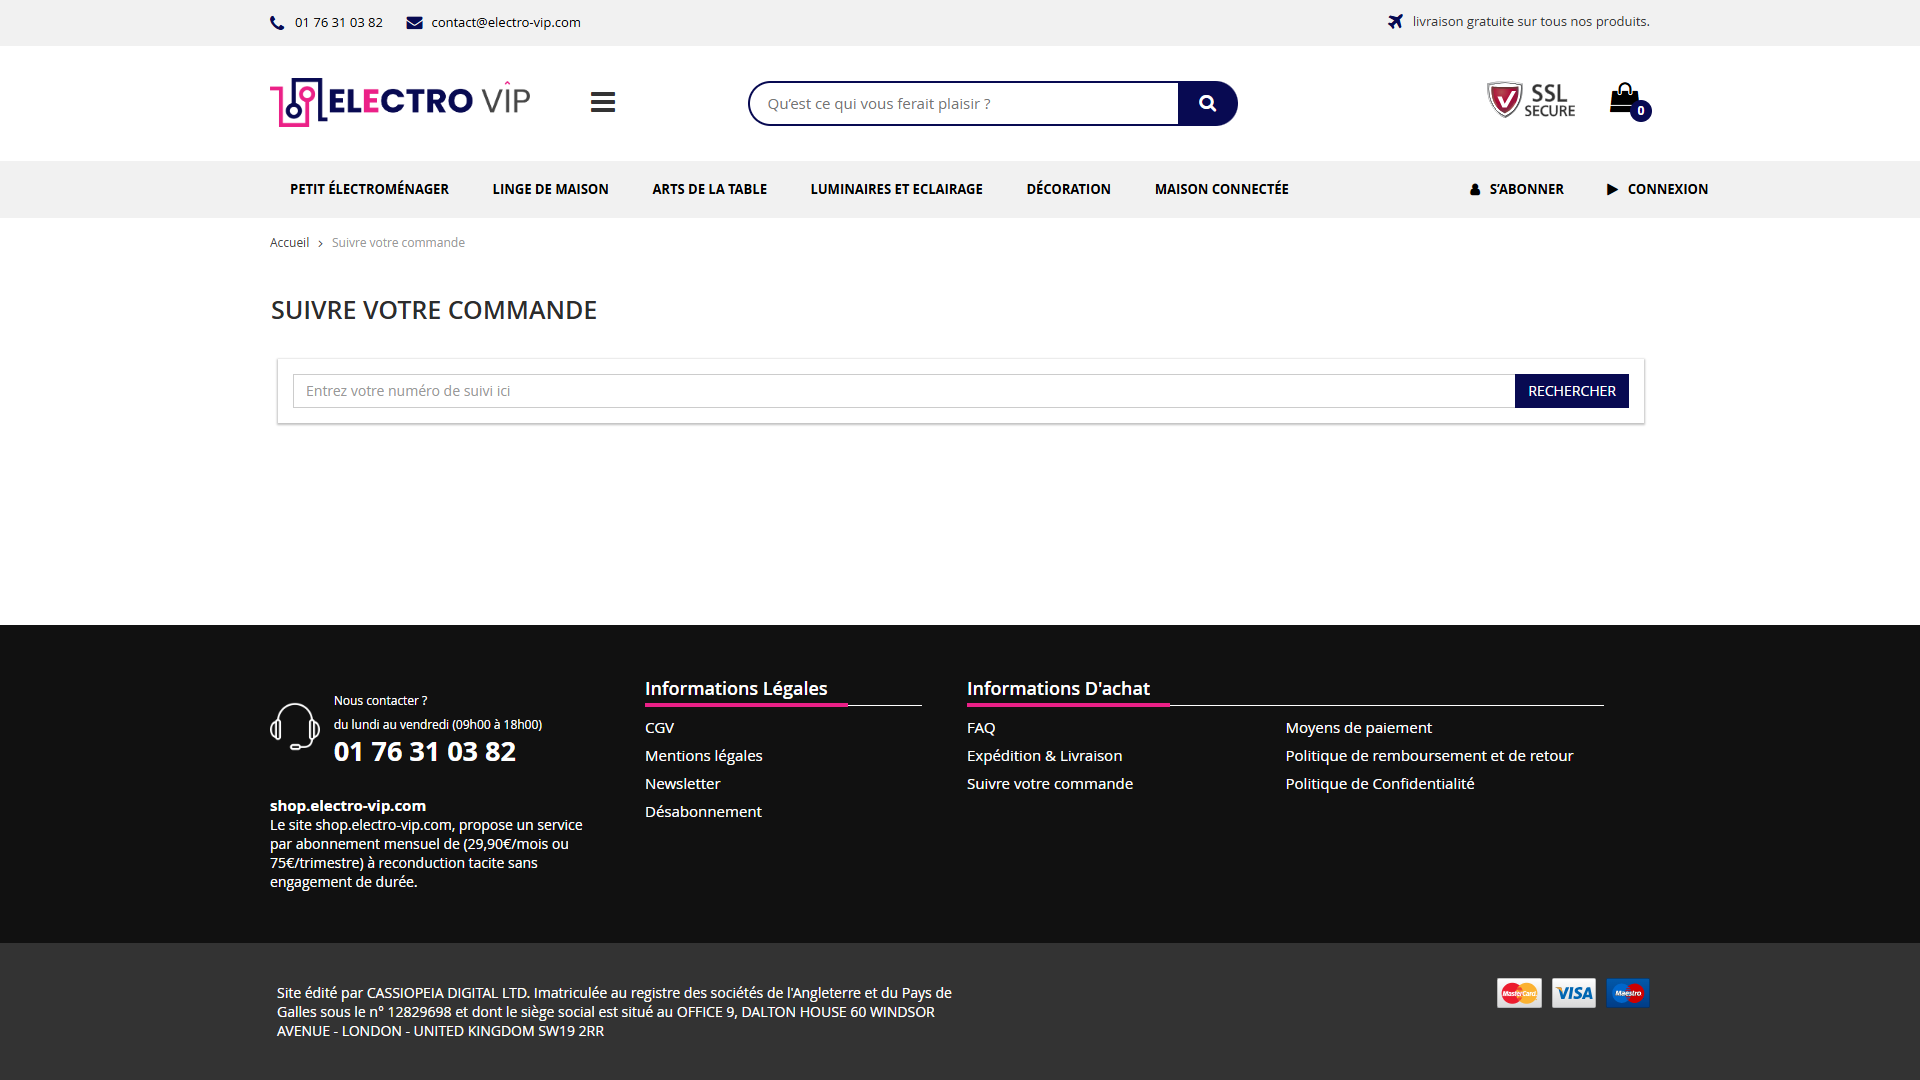 01 76 31 03 82 contact@electro-vip.com livraison gratuite sur tous nos produits.
ELECTRO VIP
Qu’est ce qui vous ferait plaisir ?
SSL
SECURE
0
PETIT ÉLECTROMÉNAGER LINGE DE MAISON ARTS DE LA TABLE LUMINAIRES ET ECLAIRAGE DÉCORATION MAISON CONNECTÉE S'ABONNER CONNEXION
Accueil Suivre votre commande
SUIVRE VOTRE COMMANDE
Entrez votre numéro de suivi ici RECHERCHER
Nous contacter ?
du lundi au vendredi (09h00 à 18h00)
01 76 31 03 82
shop.electro-vip.com
Le site shop.electro-vip.com, propose un service
par abonnement mensuel de (29,90€/mois ou
75€/trimestre) à reconduction tacite sans
engagement de durée.
Informations Légales
CGV
Mentions légales
Newsletter
Désabonnement
Informations D'achat
FAQ
Expédition & Livraison
Suivre votre commande
Moyens de paiement
Politique de remboursement et de retour
Politique de Confidentialité
Site édité par CASSIOPEIA DIGITAL LTD. Imatriculée au registre des sociétés de l'Angleterre et du Pays de
Galles sous le n° 12829698 et dont le siège social est situé au OFFICE 9, DALTON HOUSE 60 WINDSOR
AVENUE - LONDON - UNITED KINGDOM SW19 2RR
MasterCard VISA Maestro